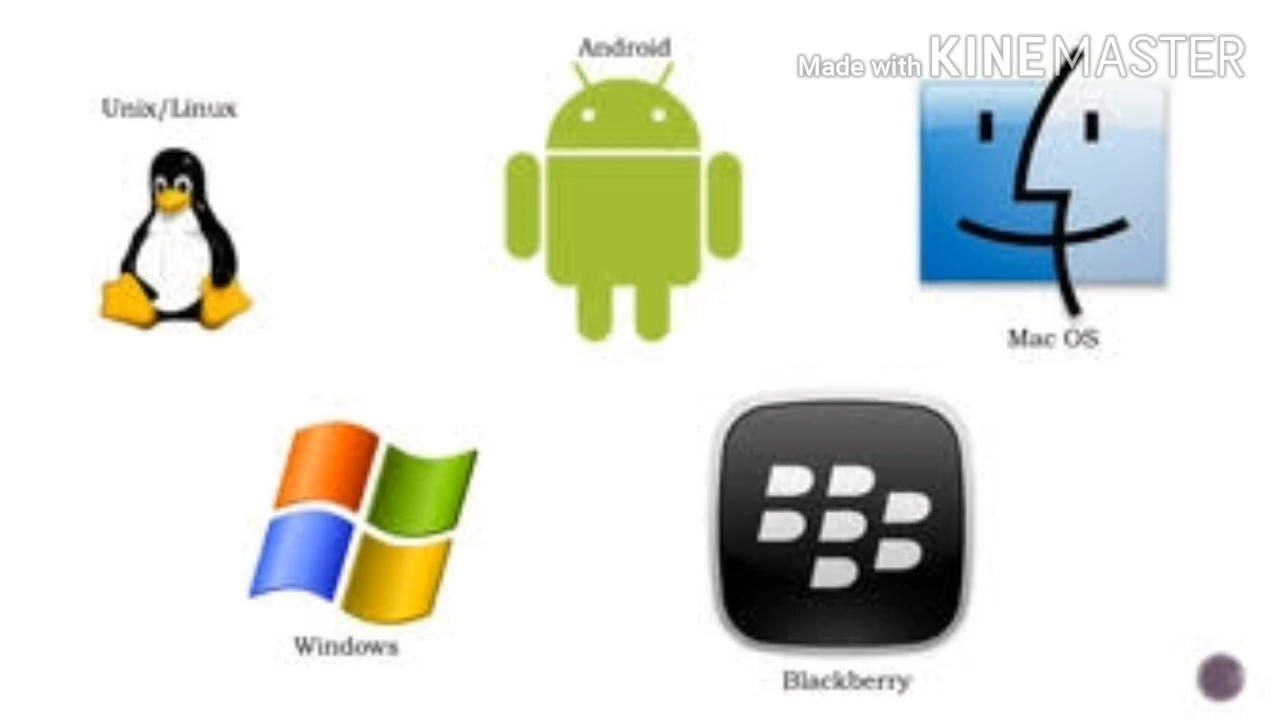 Android
Made with KINEMASTER
Unix/Linux
Mac OS
Windows
Blackberry